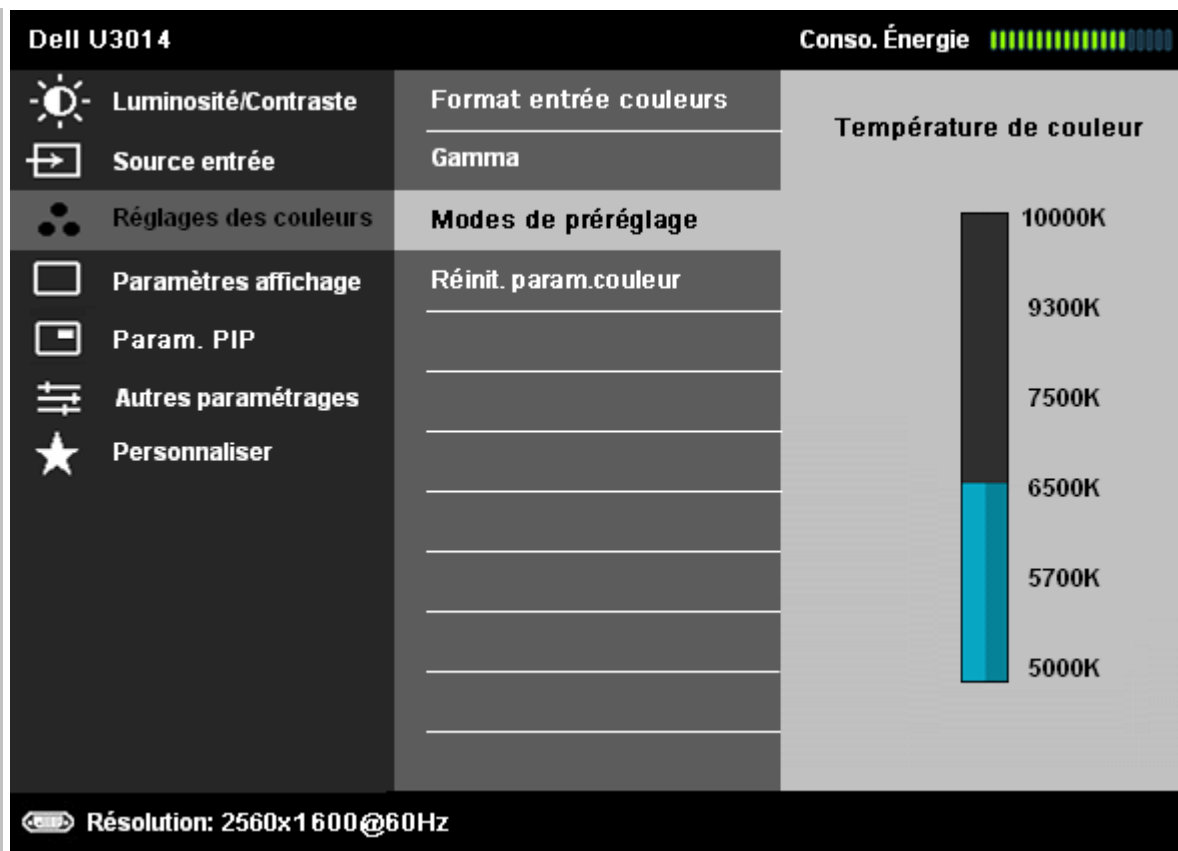 Dell U3014
Conso. Énergie
Luminosité/Contraste
Source entrée
Réglages des couleurs
Paramètres affichage
Param. PIP
Autres paramétrages
Personnaliser
Format entrée couleurs
Gamma
Modes de préréglage
Réinit. param.couleur
Température de couleur
10000K
9300K
7500K
6500K
5700K
5000K
Résolution: 2560x1600@60Hz